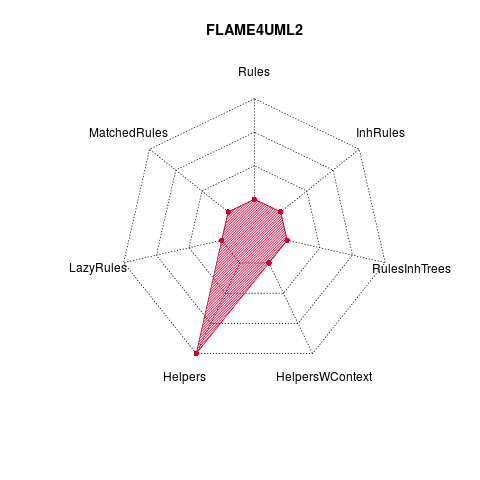 FLAME4UML2
Rules
MatchedRules
InhRules
LazyRules
RulesInhTrees
Helpers
HelpersWContext